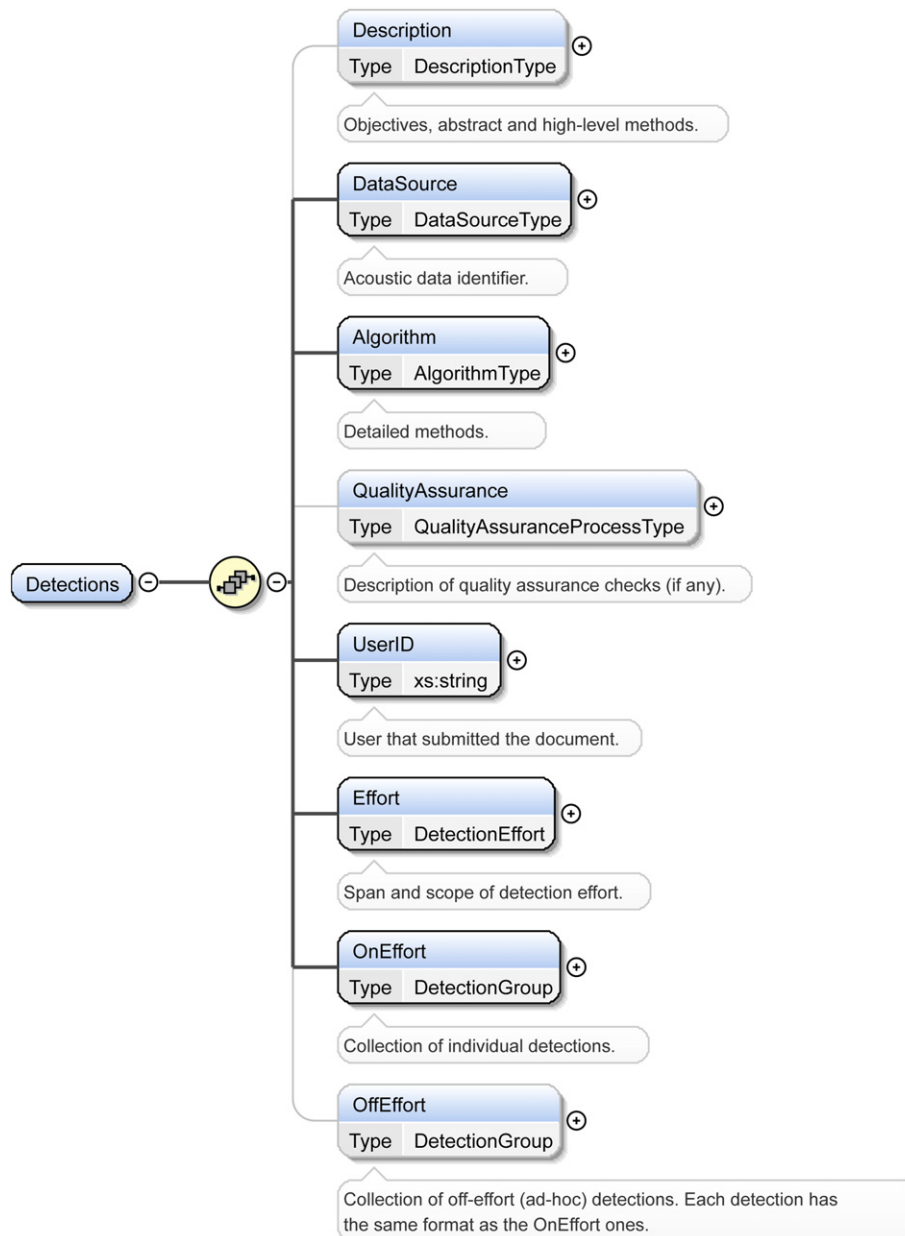 Description
Type DescriptionType
Objectives, abstract and high-level methods.
DataSource
Type DataSourceType
Acoustic data identifier.
Algorithm
Type AlgorithmType
Detailed methods.
QualityAssurance
Type QualityAssuranceProcessType
Detections
Description of quality assurance checks (if any).
UserID
Type xs:string
User that submitted the document.
Effort
Type DetectionEffort
Span and scope of detection effort.
OnEffort
Type DetectionGroup
Collection of individual detections.
OffEffort
Type DetectionGroup
Collection of off-effort (ad-hoc) detections. Each detection has
the same format as the OnEffort ones.